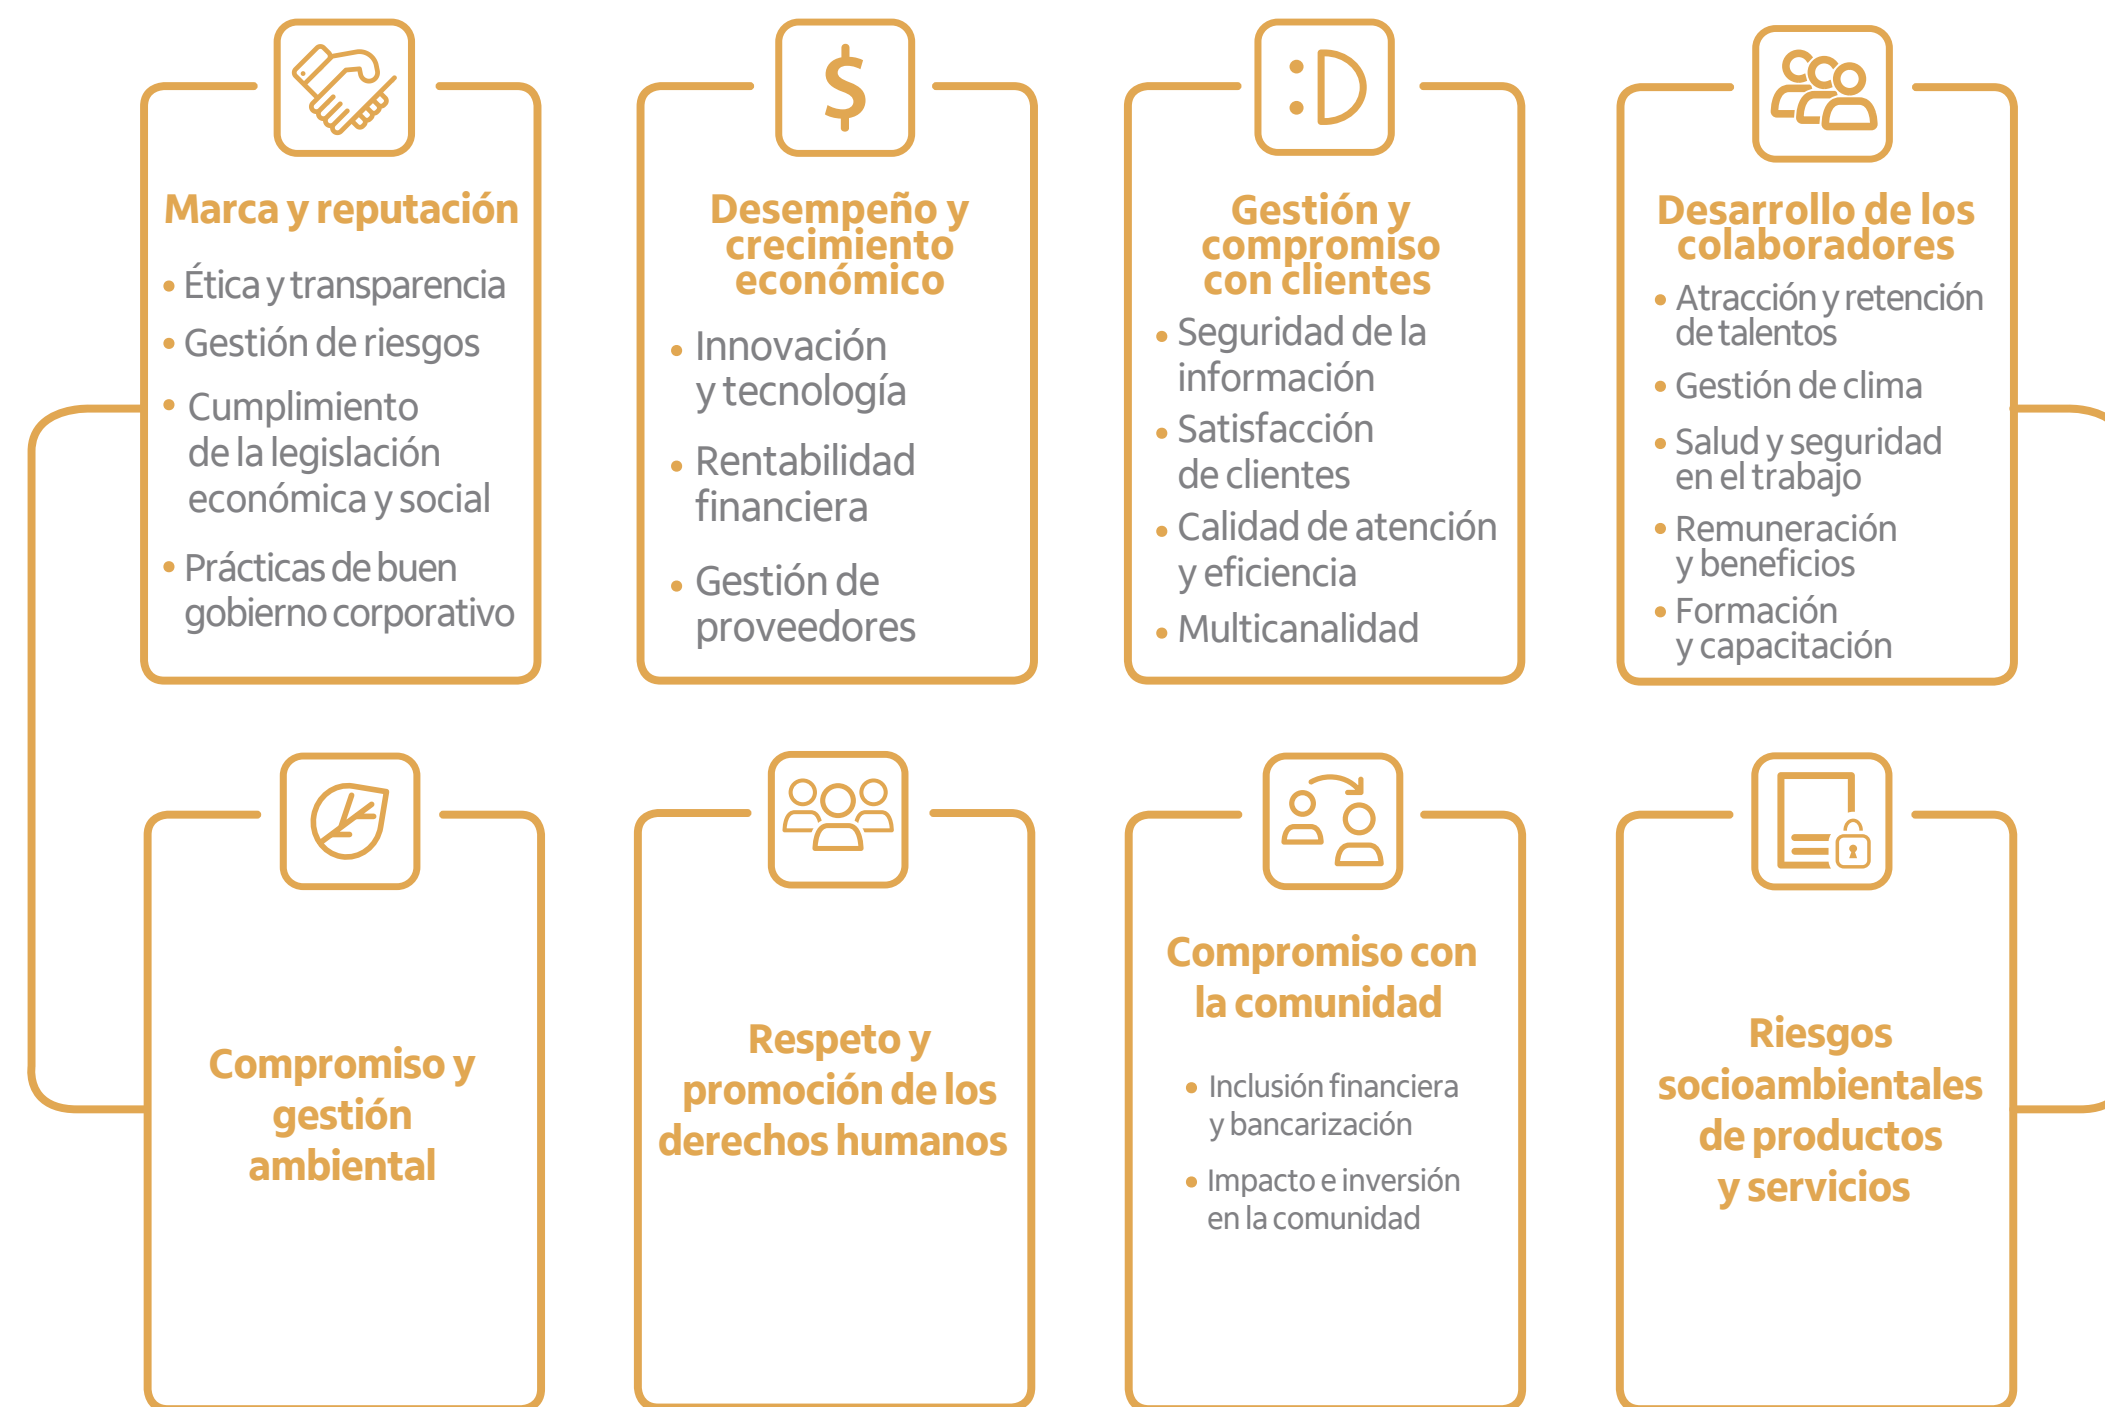 Marca y reputación
• Ética y transparencia
• Gestión de riesgos
• Cumplimiento
de la legislación
económica y social
• Prácticas de buen
gobierno corporativo
$
Desempeño y
crecimiento
económico
• Innovación
y tecnología
• Rentabilidad
financiera
• Gestión de
proveedores
:D
Gestión y
compromiso
con clientes
• Seguridad de la
información
• Satisfacción
de clientes
• Calidad de atención
y eficiencia
• Multicanalidad
Desarrollo de los
colaboradores
• Atracción y retención
de talentos
• Gestión de clima
• Salud y seguridad
en el trabajo
• Remuneración
y beneficios
• Formación
y capacitación
Compromiso y
gestión
ambiental
Respeto y
promoción de los
derechos humanos
Compromiso con
la comunidad
• Inclusión financiera
y bancarización
• Impacto e inversión
en la comunidad
Riesgos
socioambientales
de productos
y servicios